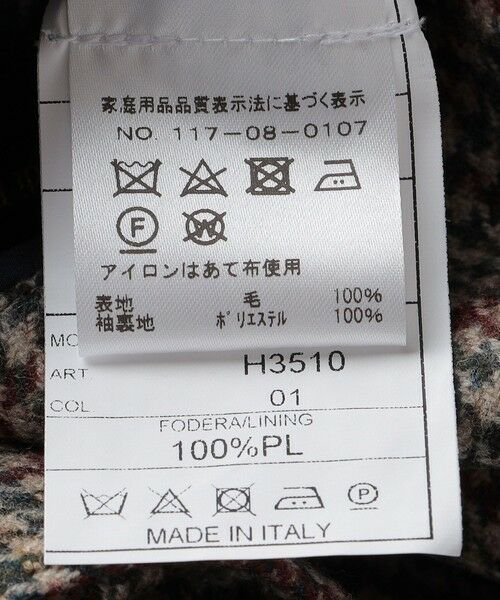 家庭用品品質表示法に基づく表示
NO. 117-08-0107
F W
アイロンはあて布使用
表地 毛 100%
袖裏地 ポリエステル 100%
MO
ART H3510
COL 01
FODERA/LINING
100%PL
P
MADE IN ITALY